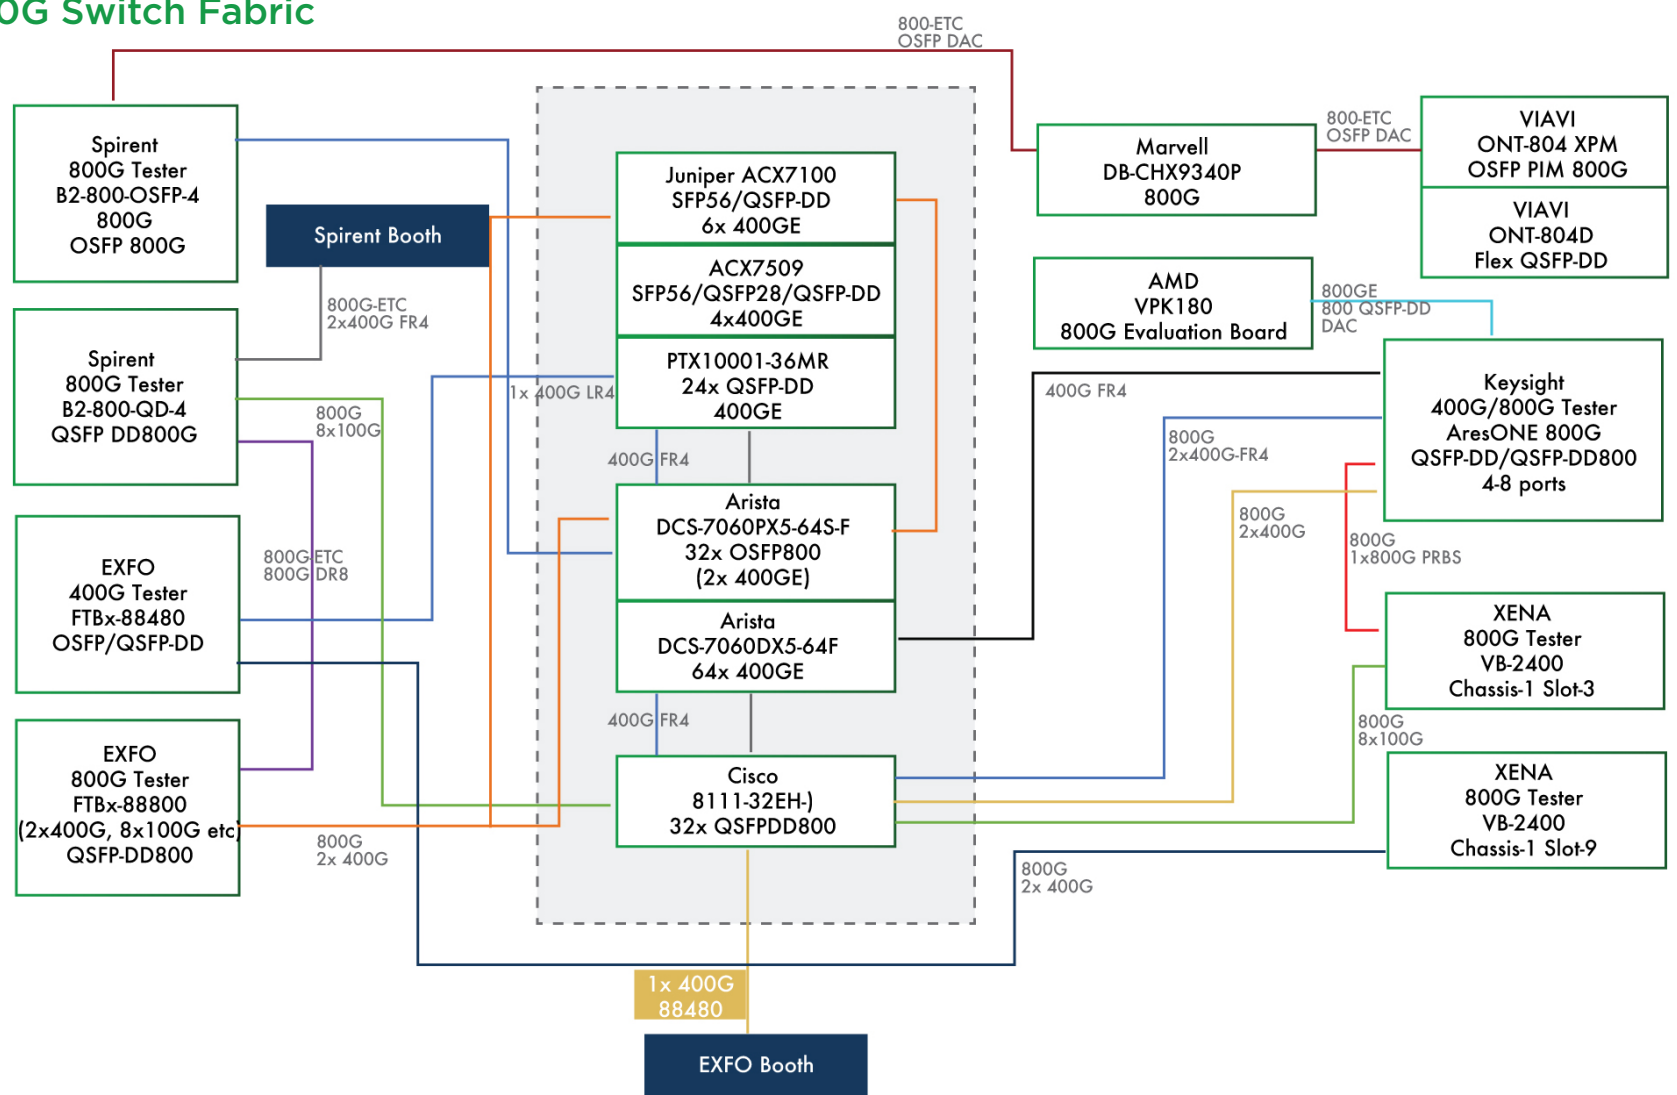 0G Switch Fabric
800-ETC
OSFP DAC
Spirent
800G Tester
B2-800-OSFP-4
800G
OSFP 800G
Spirent Booth
800G-ETC
2x400G FR4
Spirent
800G Tester
B2-800-QD-4
QSFP DD800G
800G
8x100G
EXFO
400G Tester
FTBx-88480
OSFP/QSFP-DD
800G-ETC
800G DR8
EXFO
800G Tester
FTBx-88800
(2x400G, 8x100G etc)
QSFP-DD800
800G
2x 400G
Juniper ACX7100
SFP56/QSFP-DD
6x 400GE
ACX7509
SFP56/QSFP28/QSFP-DD
4x400GE
PTX10001-36MR
24x QSFP-DD
400GE
1x 400G LR4
400G FR4
Arista
DCS-7060PX5-64S-F
32x OSFP800
(2x 400GE)
Arista
DCS-7060DX5-64F
64x 400GE
400G FR4
Cisco
8111-32EH-)
32x QSFPDD800
1x 400G
88480
EXFO Booth
Marvell
DB-CHX9340P
800G
800-ETC
OSFP DAC
VIAVI
ONT-804 XPM
OSFP PIM 800G
VIAVI
ONT-804D
Flex QSFP-DD
AMD
VPK180
800G Evaluation Board
800GE
800 QSFP-DD
DAC
400G FR4
Keysight
400G/800G Tester
AresONE 800G
QSFP-DD/QSFP-DD800
4-8 ports
800G
2x400G-FR4
800G
2x400G
800G
1x800G PRBS
XENA
800G Tester
VB-2400
Chassis-1 Slot-3
800G
8x100G
XENA
800G Tester
VB-2400
Chassis-1 Slot-9
800G
2x 400G